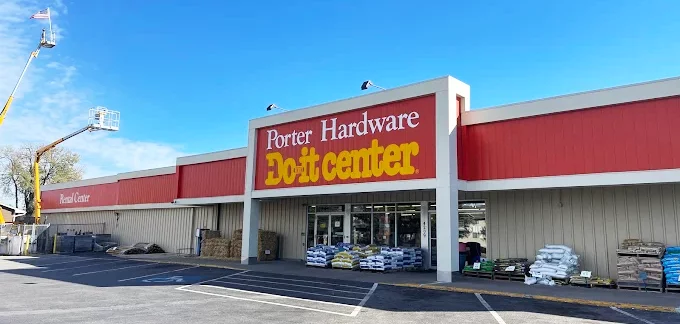 Porter Hardware
Do it center
Rental Center